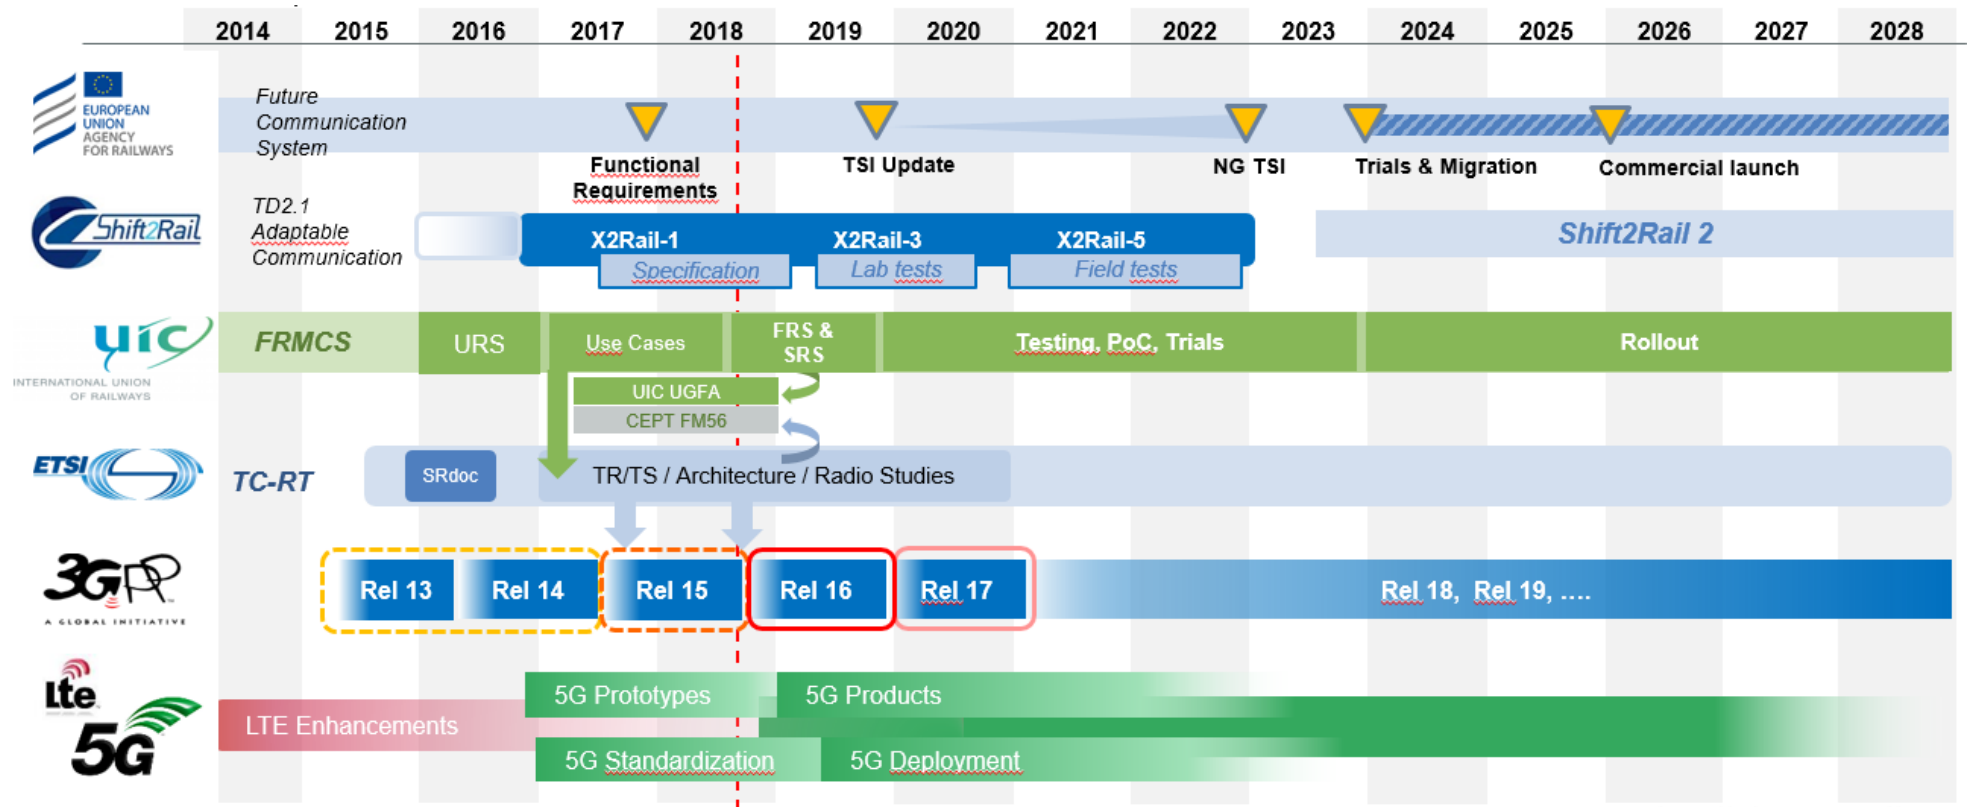 2014 2015 2016 2017 2018 2019 2020 2021 2022 2023 2024 2025 2026 2027 2028
EUROPEAN
UNION
AGENCY
FOR RAILWAYS
Future
Communication
System
Functional
Requirements
TSI Update
NG TSI
Trials & Migration
Commercial launch
Shift2Rail
TD2.1
Adaptable
Communication
X2Rail-1
Specification
X2Rail-3
Lab tests
X2Rail-5
Field tests
Shift2Rail 2
uic
INTERNATIONAL UNION
OF RAILWAYS
FRMCS
URS
Use Cases
FRS &
SRS
Testing, PoC, Trials
Rollout
UIC UGFA
CEPT FM56
ETSI
TC-RT
SRdoc
TR/TS / Architecture / Radio Studies
3GPP
A GLOBAL INITIATIVE
Rel 13
Rel 14
Rel 15
Rel 16
Rel 17
Rel 18, Rel 19, ....
Lte
5G
LTE Enhancements
5G Prototypes
5G Products
5G Standardization
5G Deployment